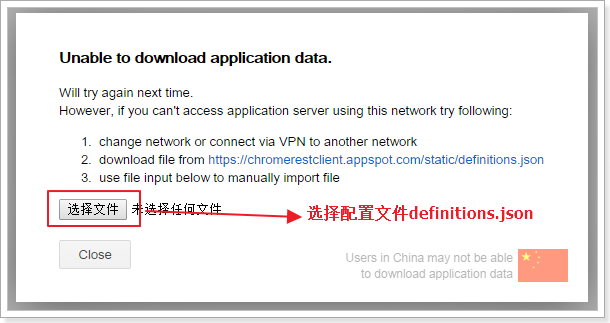 Unable to download application data.
Will try again next time.
However, if you can't access application server using this network try following:
1. change network or connect via VPN to another network
2. download file from https://chromerestclient.appspot.com/static/definitions.json
3. use file input below to manually import file
选择文件 未选择任何文件
选择配置文件definitions.json
Close
Users in China may not be able
to download application data